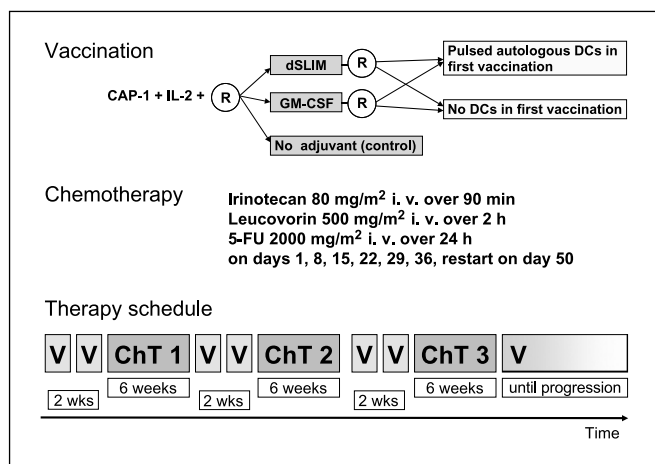 Vaccination
CAP-1 + IL-2 +
R
dSLIM
R
GM-CSF
R
No adjuvant (control)
Pulsed autologous DCs in
first vaccination
No DCs in first vaccination
Chemotherapy
Irinotecan 80 mg/m² i. v. over 90 min
Leucovorin 500 mg/m² i. v. over 2 h
5-FU 2000 mg/m² i. v. over 24 h
on days 1, 8, 15, 22, 29, 36, restart on day 50
Therapy schedule
V V ChT 1 V V ChT 2 V V ChT 3 V
2 wks 6 weeks 2 wks 6 weeks 2 wks 6 weeks until progression
Time